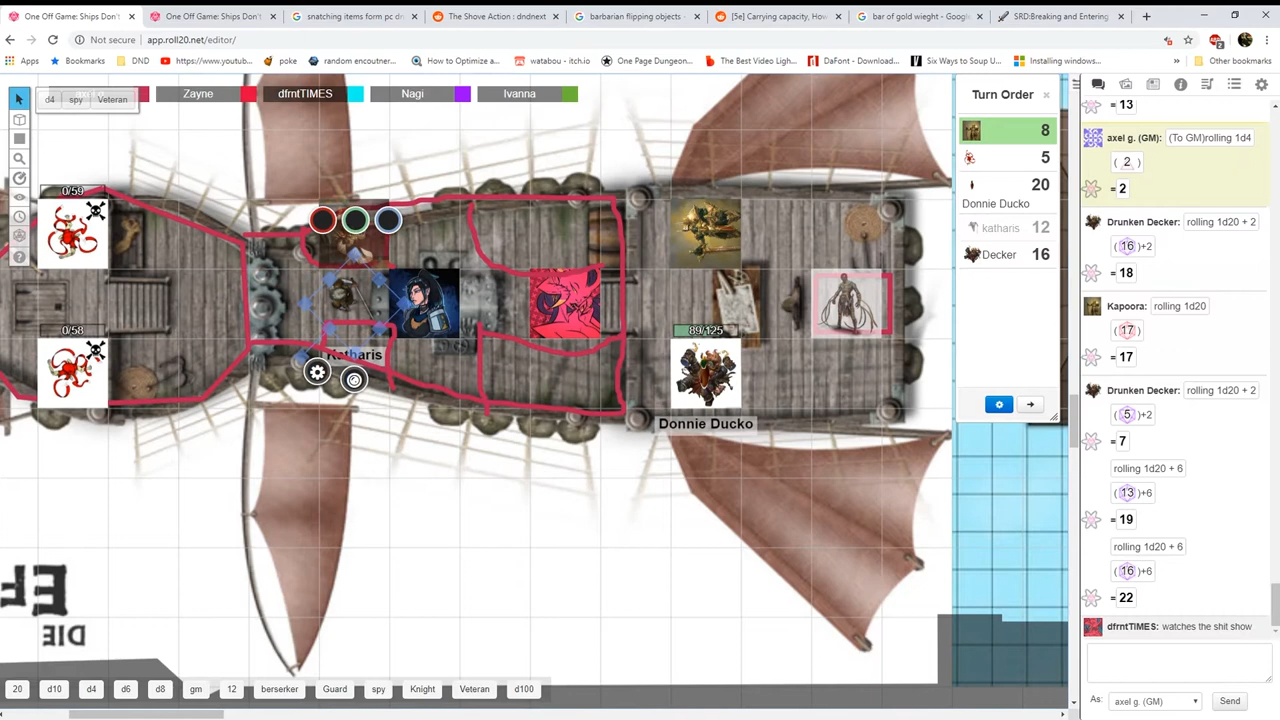 One Off Game: Ships Don't
One Off Game: Ships Don't
snatching items form pc dr
The Shove Action : dndnext
barbarian flipping objects -
[5e] Carrying capacity, How
bar of gold wieght - Google
SRD:Breaking and Entering
Not secure
app.roll20.net/editor/
Apps
Bookmarks
DND
https://www.youtub...
poke
random encoutner...
How to Optimize a...
watabou - itch.io
One Page Dungeon...
The Best Video Ligh...
DaFont - Download...
Six Ways to Soup U...
Installing windows...
Other bookmarks
d4
spy
Veteran
Zayne
dfrntTIMES
Nagi
Ivanna
Turn Order
8
5
20
Donnie Ducko
katharis
12
Decker
16
0/59
0/58
89/125
Katharis
Donnie Ducko
DIE
= 13
axel g. (GM):
(To GM)rolling 1d4
( 2 )
= 2
Drunken Decker:
rolling 1d20 + 2
(16)+2
= 18
Kapoora:
rolling 1d20
(17)
= 17
Drunken Decker:
rolling 1d20 + 2
(5)+2
= 7
rolling 1d20 + 6
(13)+6
= 19
rolling 1d20 + 6
(16)+6
= 22
dfrntTIMES: watches the shit show
As:
axel g. (GM)
Send
20
d10
d4
d6
d8
gm
12
berserker
Guard
spy
Knight
Veteran
d100